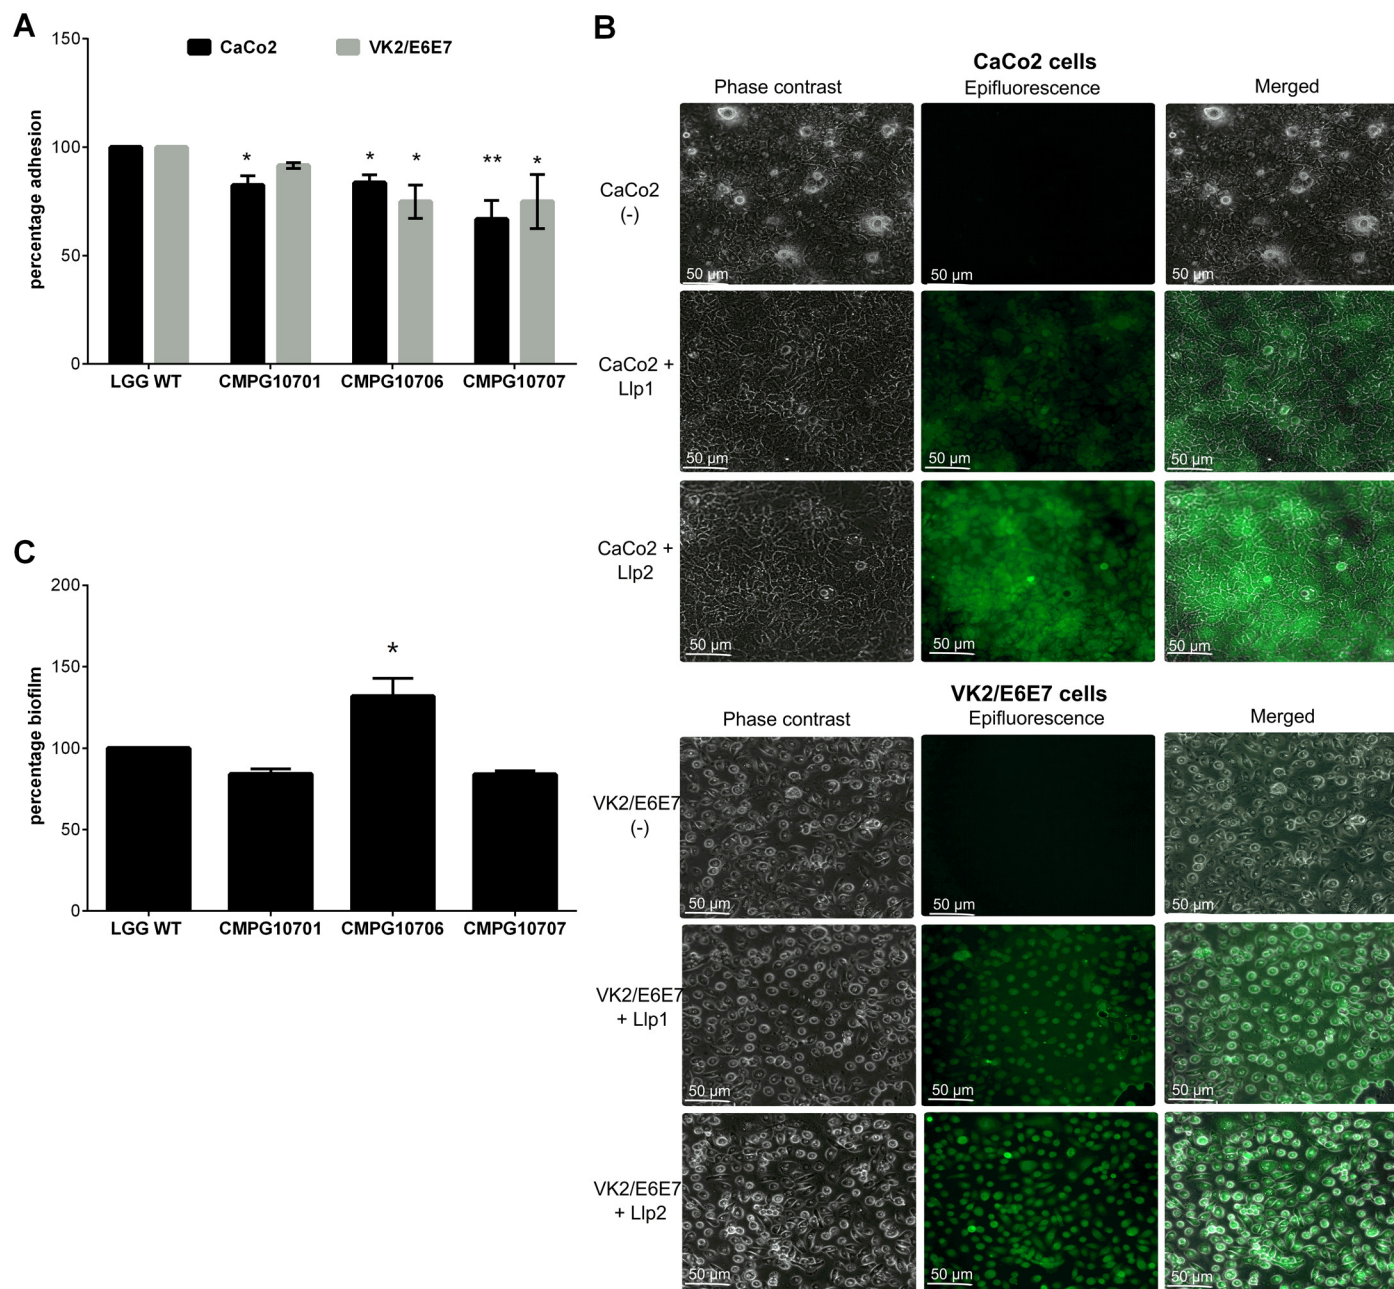 A
150
100
50
0
percentage adhesion
CaCo2
VK2/E6E7
*
*
*
**
*
LGG WT
CMPG10701
CMPG10706
CMPG10707
B
CaCo2 cells
Phase contrast
Epifluorescence
Merged
CaCo2
(-)
50 µm
50 µm
50 µm
CaCo2 +
Llp1
50 µm
50 µm
50 µm
CaCo2 +
Llp2
50 µm
50 µm
50 µm
VK2/E6E7 cells
Phase contrast
Epifluorescence
Merged
VK2/E6E7
(-)
50 µm
50 µm
50 µm
VK2/E6E7
+ Llp1
50 µm
50 µm
50 µm
VK2/E6E7
+ Llp2
50 µm
50 µm
50 µm
C
200
150
100
50
0
percentage biofilm
*
LGG WT
CMPG10701
CMPG10706
CMPG10707